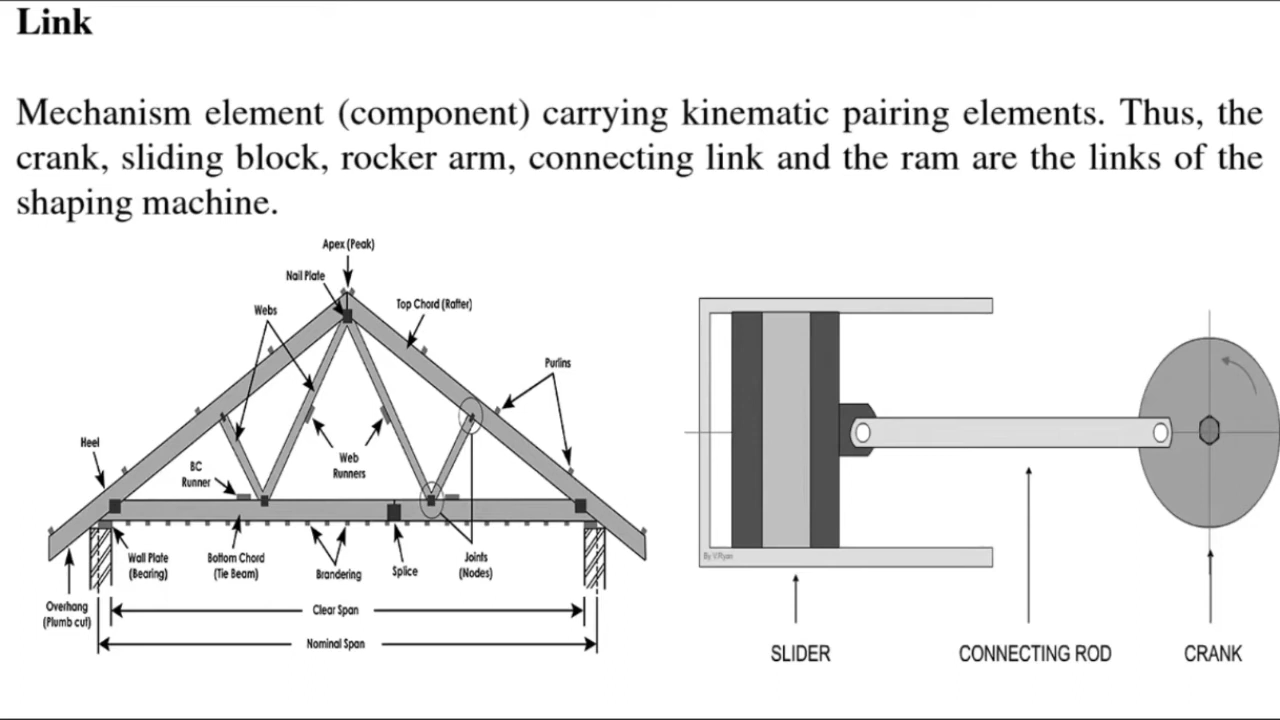 Link
Mechanism element (component) carrying kinematic pairing elements. Thus, the
crank, sliding block, rocker arm, connecting link and the ram are the links of the
shaping machine.
Apex (Peak)
Nail Plate
Webs
Top Chord (Rafter)
Purlins
Heel
BC
Runner
Web
Runners
Wall Plate
(Bearing)
Bottom Chord
(Tie Beam)
Brandering
Splice
Joints
(Nodes)
Overhang
(Plumb cut)
Clear Span
Nominal Span
By V.Ryan
SLIDER
CONNECTING ROD
CRANK